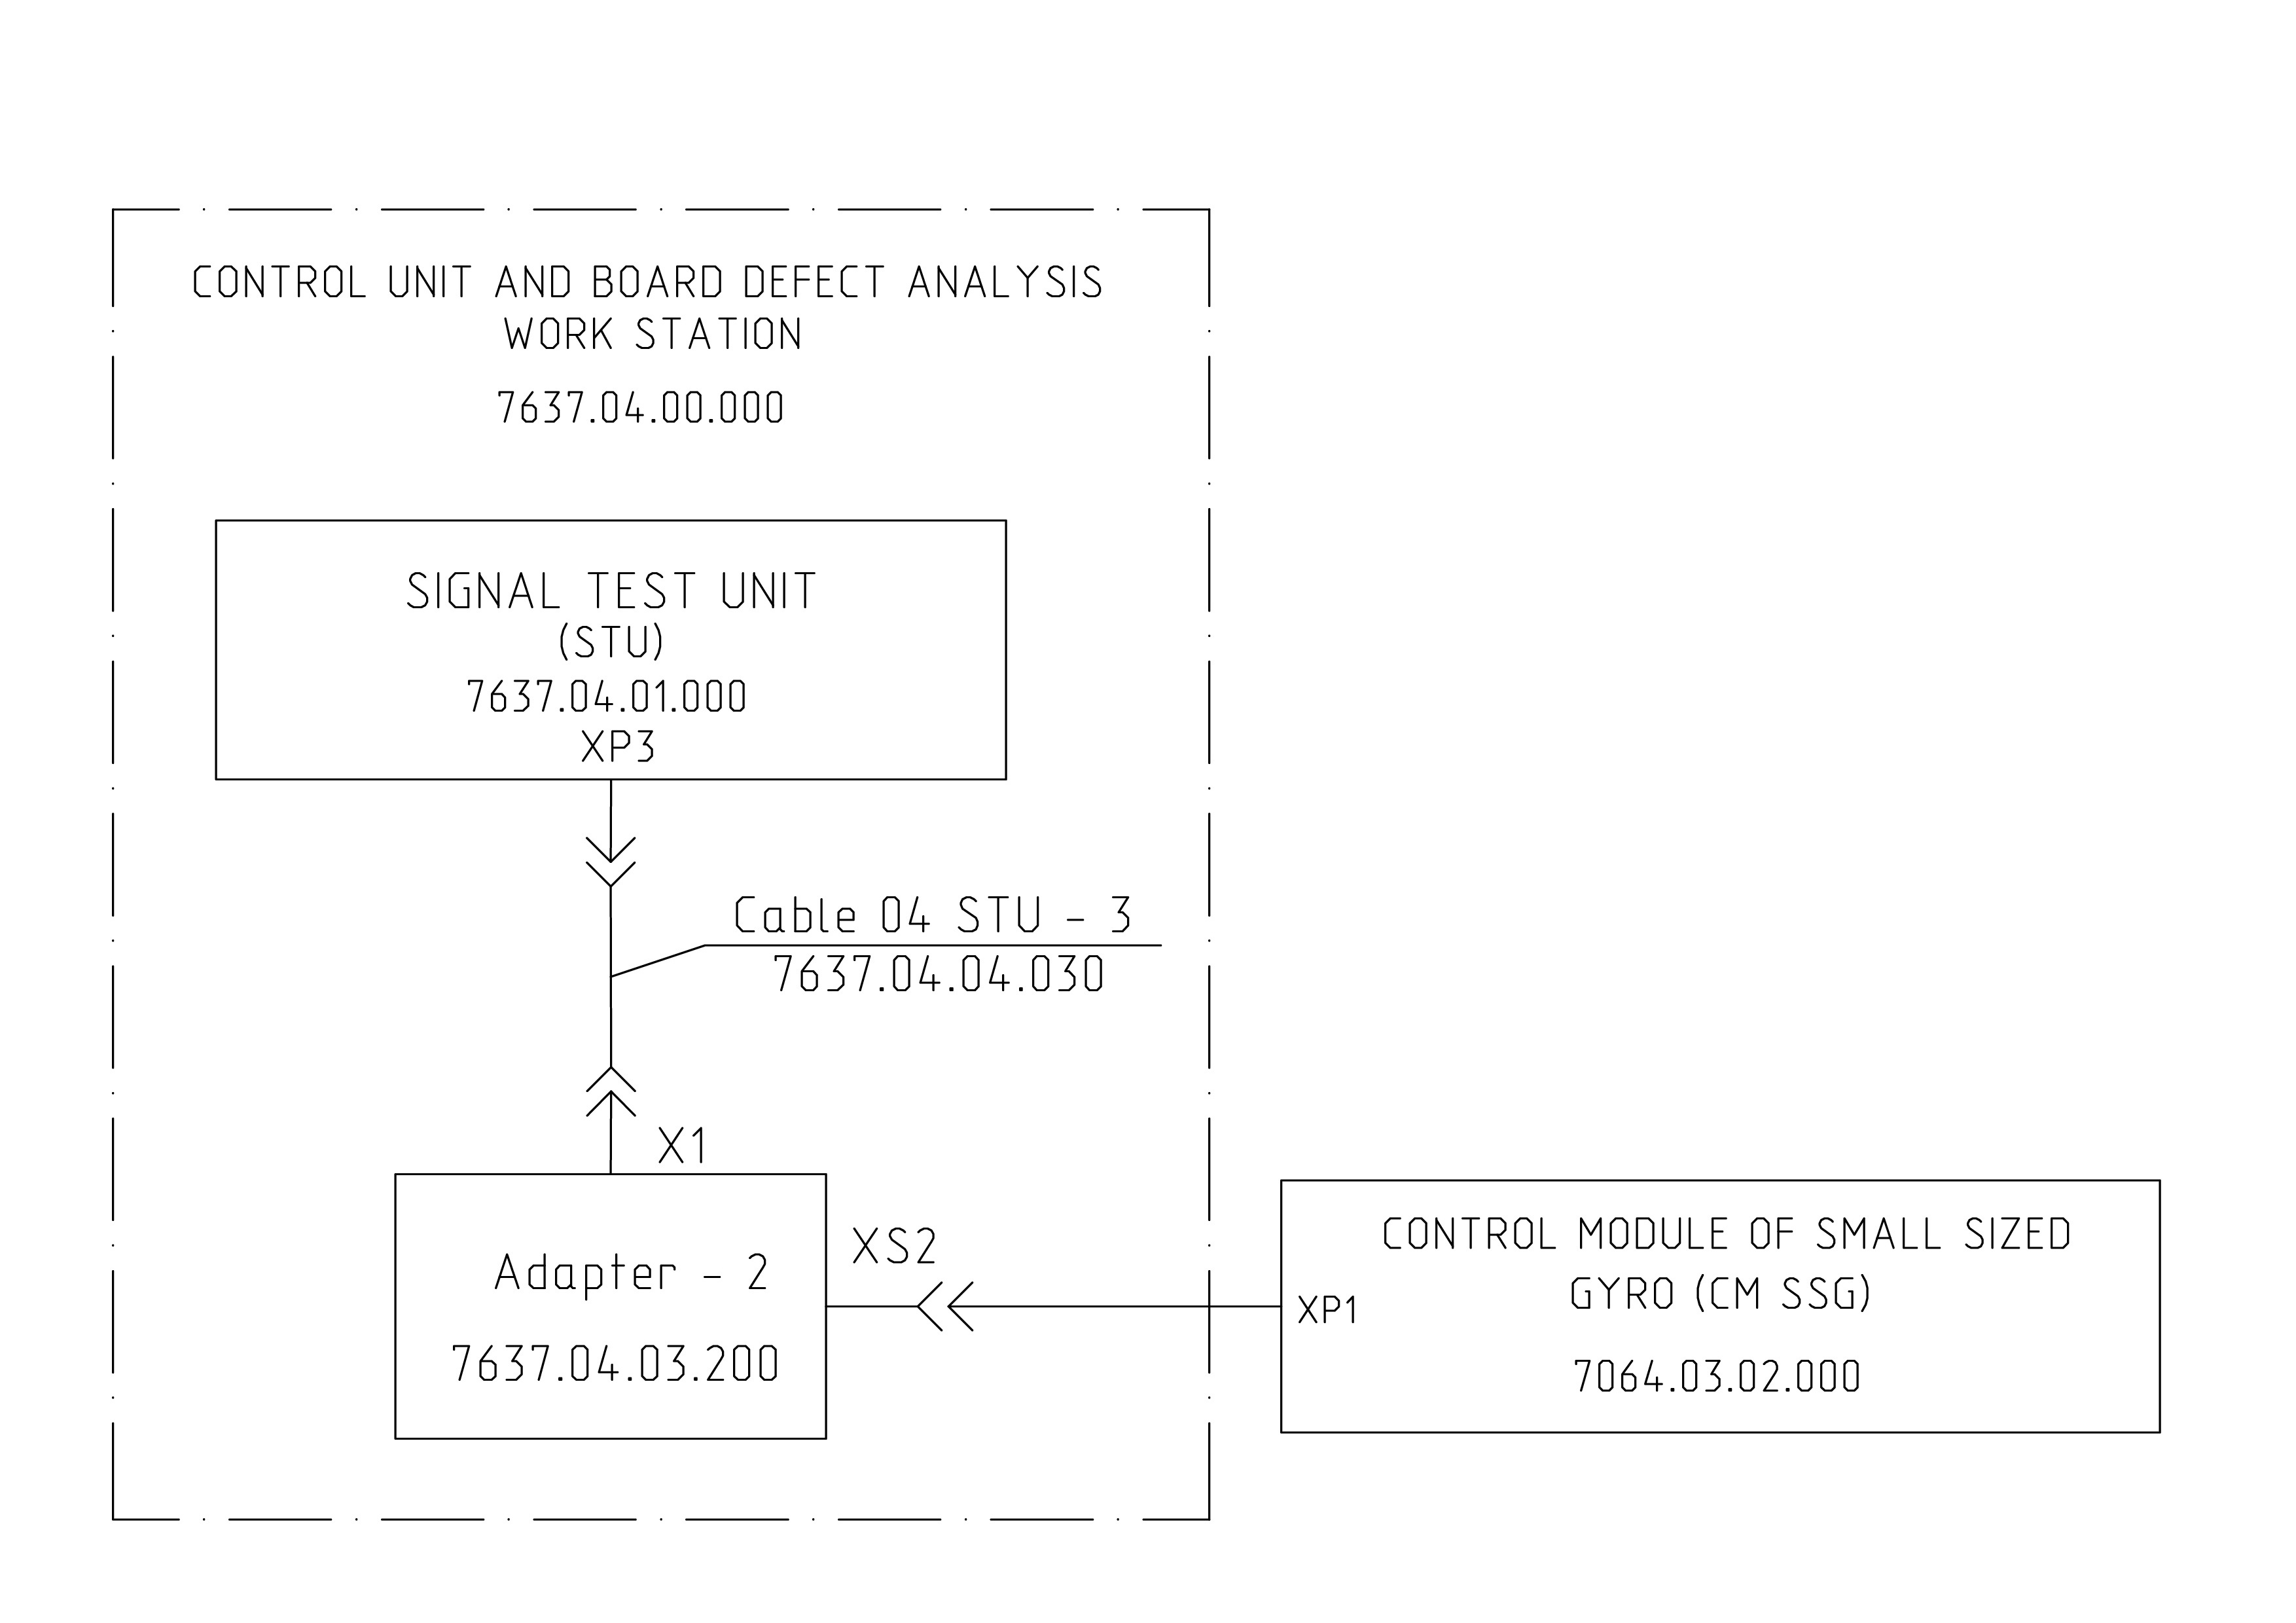 CONTROL UNIT AND BOARD DEFECT ANALYSIS
WORK STATION
7637.04.00.000
SIGNAL TEST UNIT
(STU)
7637.04.01.000
XP3
Cable 04 STU - 3
7637.04.04.030
X1
Adapter - 2
7637.04.03.200
XS2
XP1
CONTROL MODULE OF SMALL SIZED
GYRO (CM SSG)
7064.03.02.000